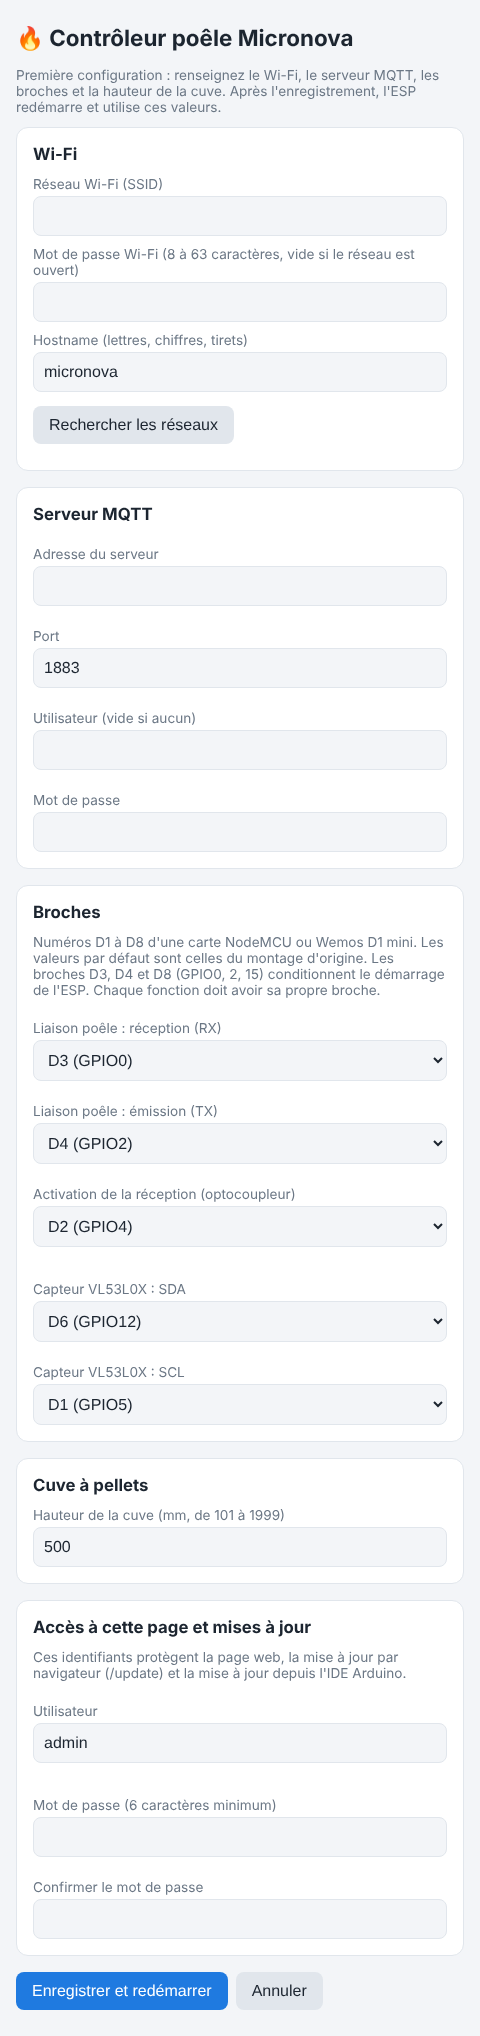 🔥 Contrôleur poêle Micronova
Première configuration : renseignez le Wi-Fi, le serveur MQTT, les
broches et la hauteur de la cuve. Après l'enregistrement, l'ESP
redémarre et utilise ces valeurs.
Wi-Fi
Réseau Wi-Fi (SSID)
Mot de passe Wi-Fi (8 à 63 caractères, vide si le réseau est
ouvert)
Hostname (lettres, chiffres, tirets)
micronova
Rechercher les réseaux
Serveur MQTT
Adresse du serveur
Port
1883
Utilisateur (vide si aucun)
Mot de passe
Broches
Numéros D1 à D8 d'une carte NodeMCU ou Wemos D1 mini. Les
valeurs par défaut sont celles du montage d'origine. Les
broches D3, D4 et D8 (GPIO0, 2, 15) conditionnent le démarrage
de l'ESP. Chaque fonction doit avoir sa propre broche.
Liaison poêle : réception (RX)
D3 (GPIO0)
Liaison poêle : émission (TX)
D4 (GPIO2)
Activation de la réception (optocoupleur)
D2 (GPIO4)
Capteur VL53L0X : SDA
D6 (GPIO12)
Capteur VL53L0X : SCL
D1 (GPIO5)
Cuve à pellets
Hauteur de la cuve (mm, de 101 à 1999)
500
Accès à cette page et mises à jour
Ces identifiants protègent la page web, la mise à jour par
navigateur (/update) et la mise à jour depuis l'IDE Arduino.
Utilisateur
admin
Mot de passe (6 caractères minimum)
Confirmer le mot de passe
Enregistrer et redémarrer
Annuler